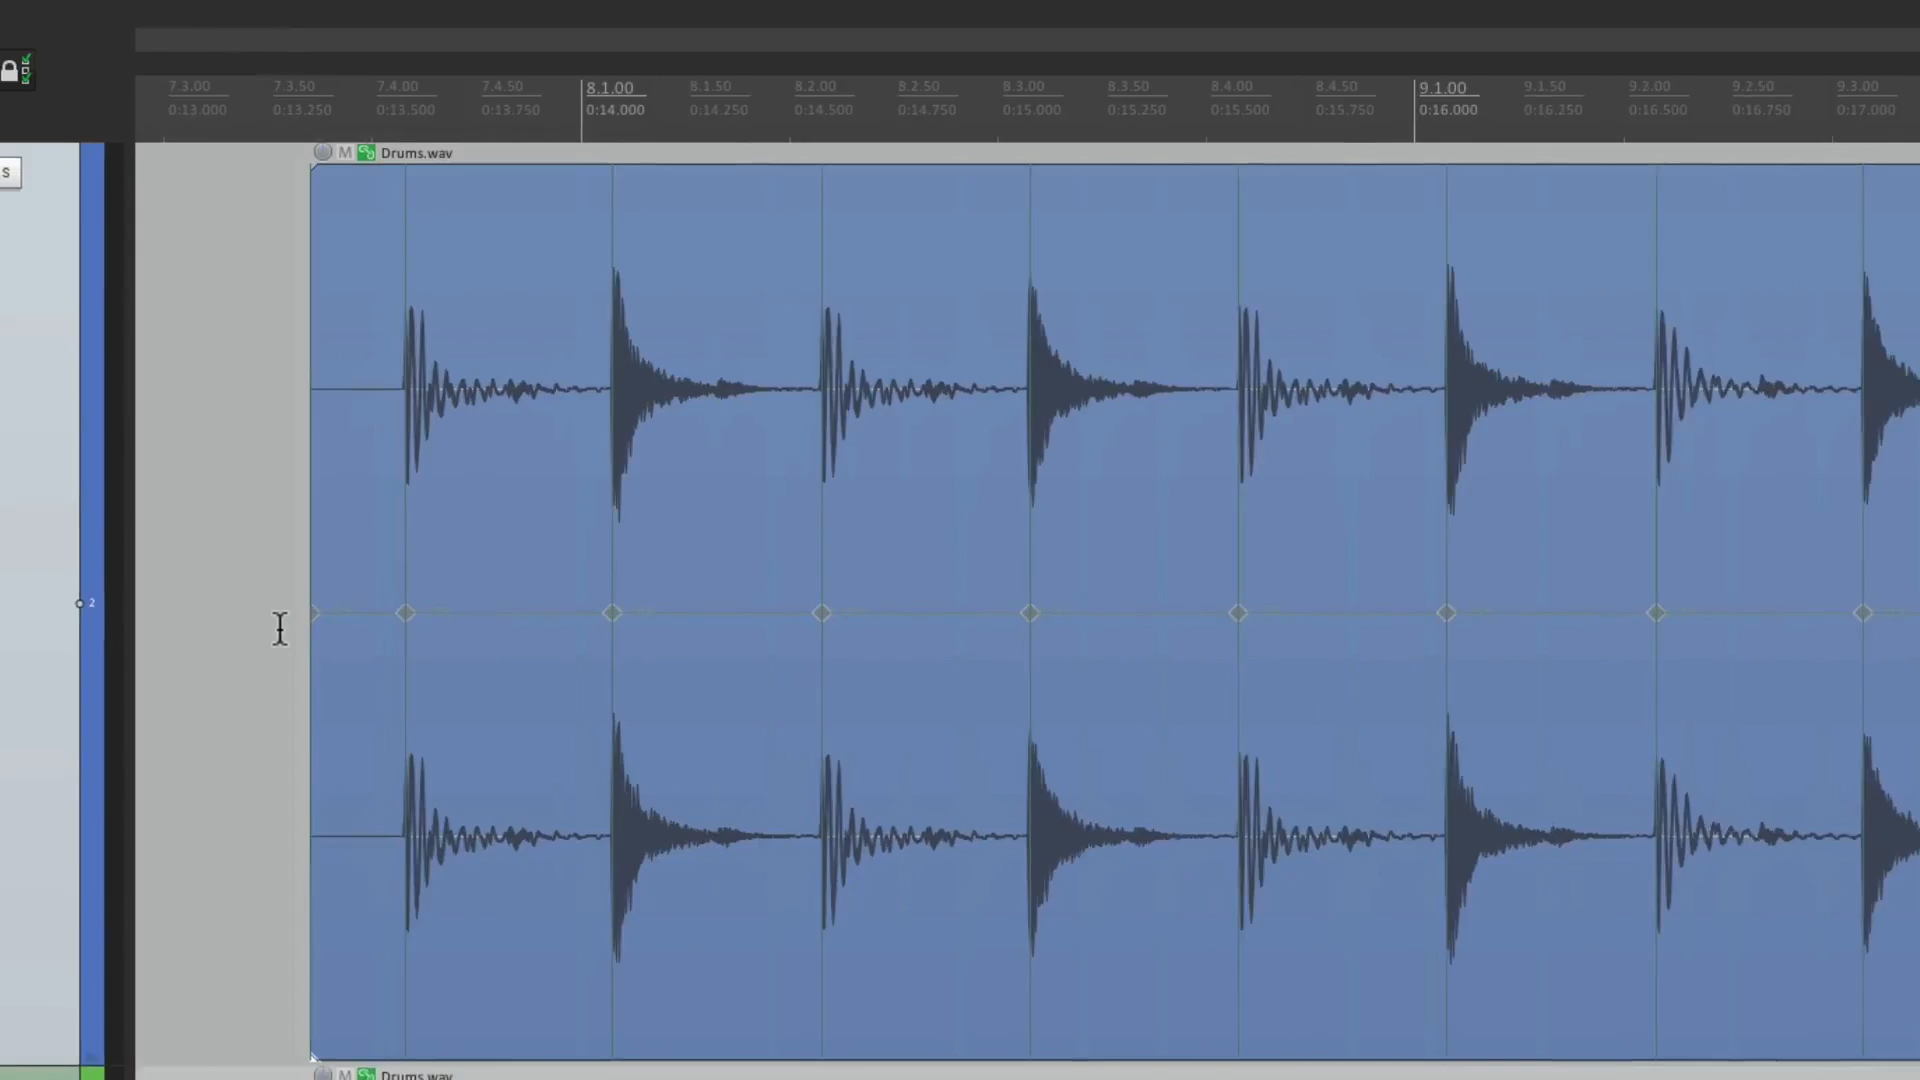 7.3.00 7.3.50 7.4.00 7.4.50 8.1.00 8.1.50 8.2.00 8.2.50 8.3.00 8.3.50 8.4.00 8.4.50 9.1.00 9.1.50 9.2.00 9.2.50 9.3.00
0:13.000 0:13.250 0:13.500 0:13.750 0:14.000 0:14.250 0:14.500 0:14.750 0:15.000 0:15.250 0:15.500 0:15.750 0:16.000 0:16.250 0:16.500 0:16.750 0:17.000
M Drums.wav
S
2
M Drums.wav